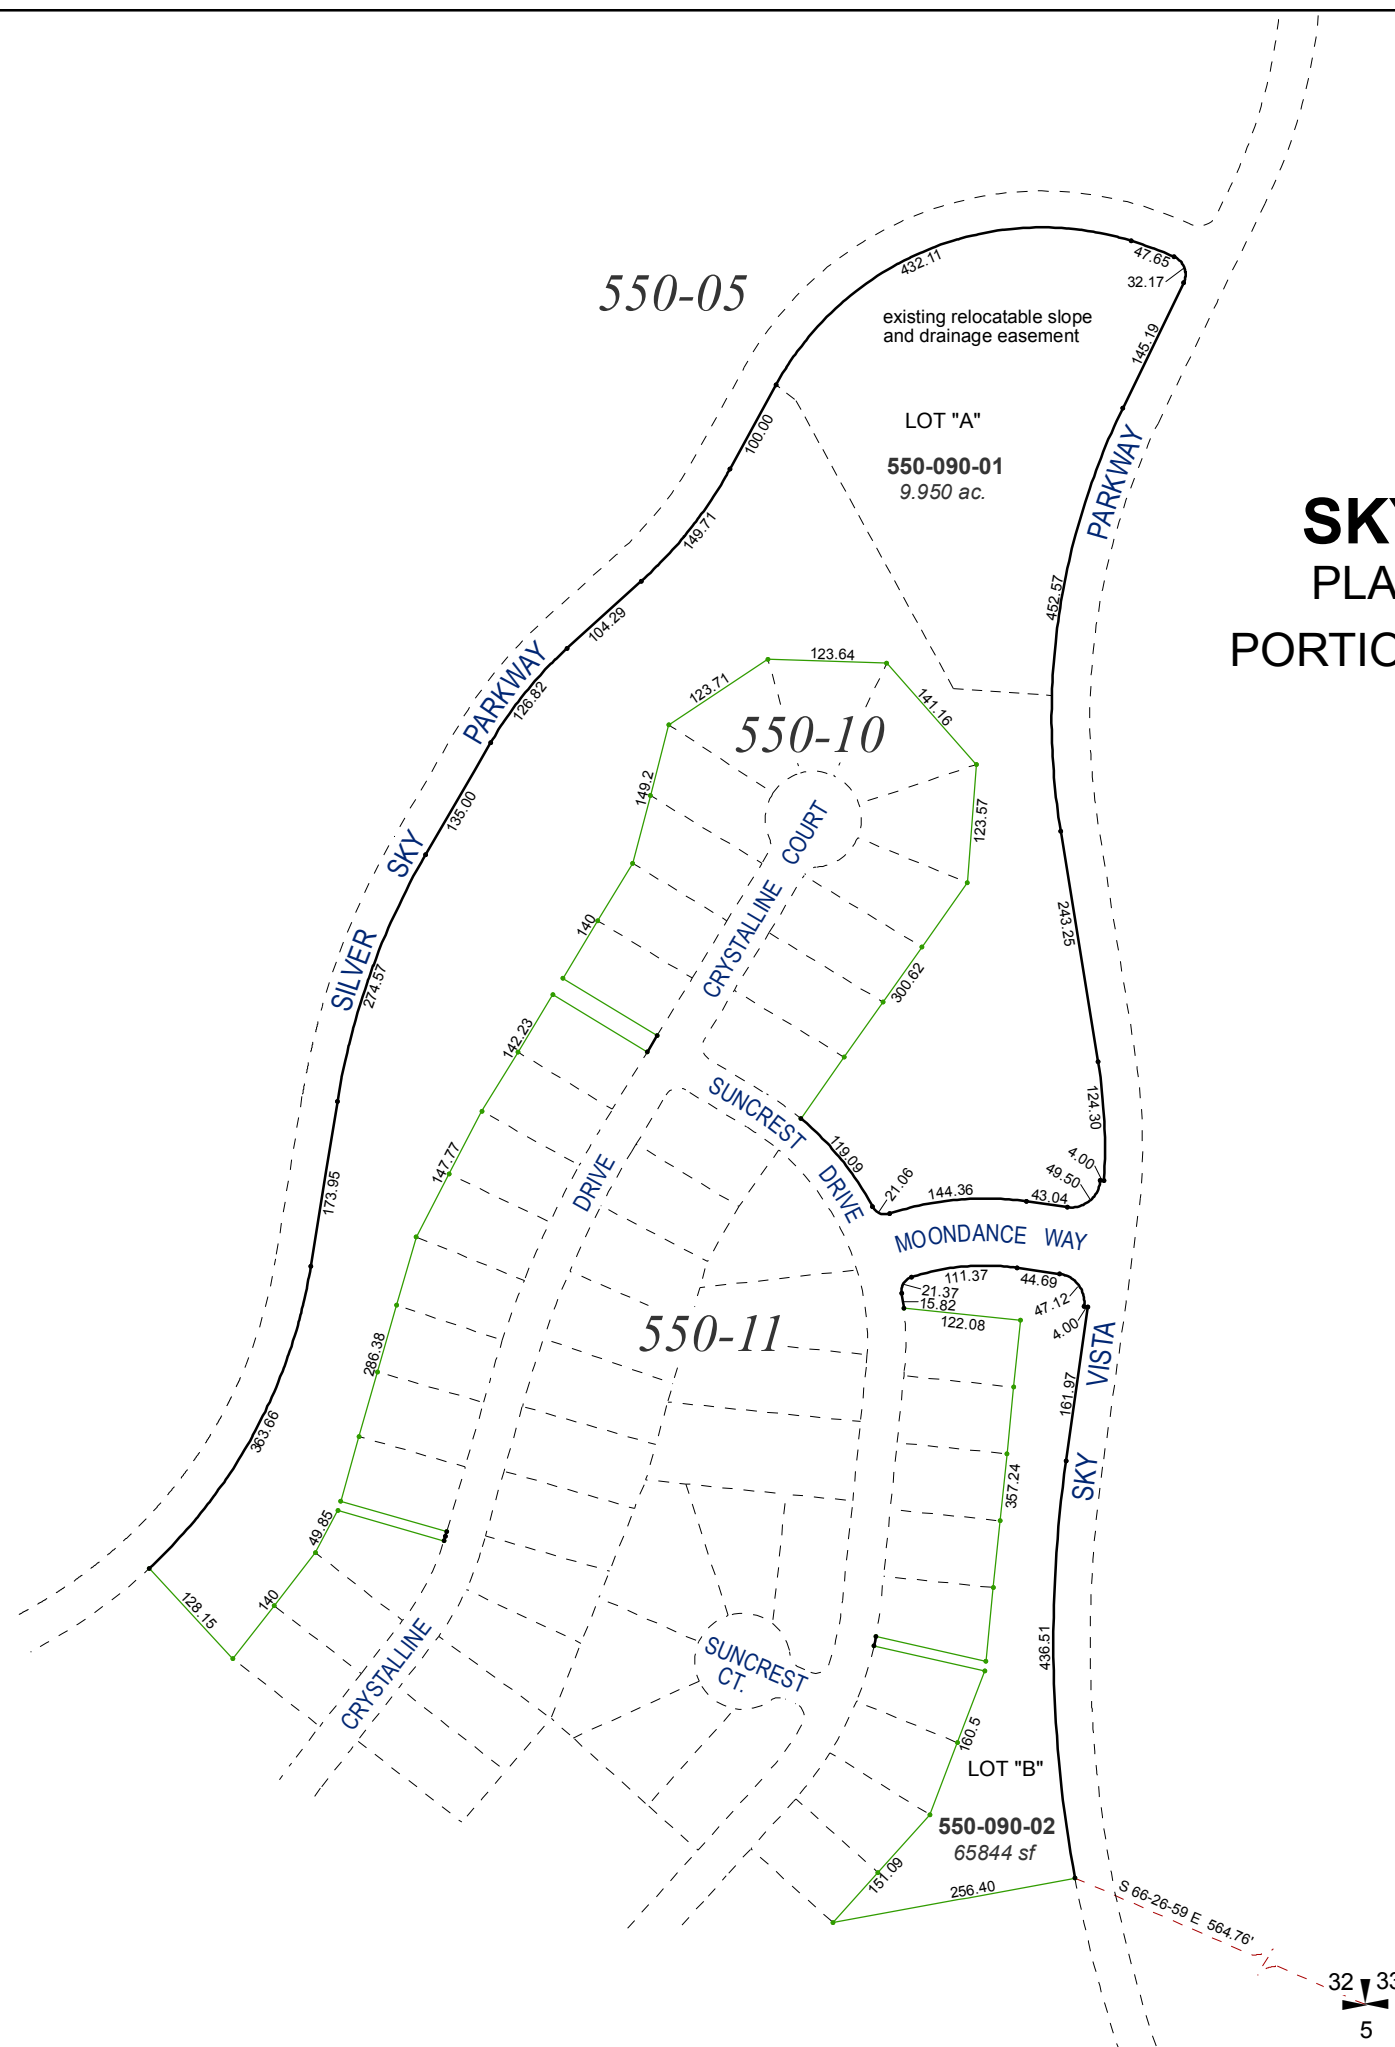 432.11
47.65
32.17
550-05
existing relocatable slope
and drainage easement
145.19
LOT "A"
100.00
PARKWAY
550-090-01
9.950 ac.
149.71
SKY
PLA
PORTIO
452.57
104.29
123.64
PARKWAY
126.82
123.71
141.16
550-10
149.2
135.00
COURT
123.57
SKY
CRYSTALLINE
140
243.25
SILVER
274.57
300.62
142.23
SUNCREST
124.30
147.77
119.09
4.00
49.50
173.95
DRIVE
DRIVE
21.06
144.36
43.04
MOONDANCE WAY
111.37
44.69
21.37
15.82
47.12
122.08
4.00
550-11
286.38
VISTA
161.97
363.66
SKY
357.24
49.85
140
128.15
436.51
CRYSTALLINE
SUNCREST
CT.
160.5
LOT "B"
550-090-02
65844 sf
151.09
256.40
S 66-26-59 E 564.76'
32 33
5